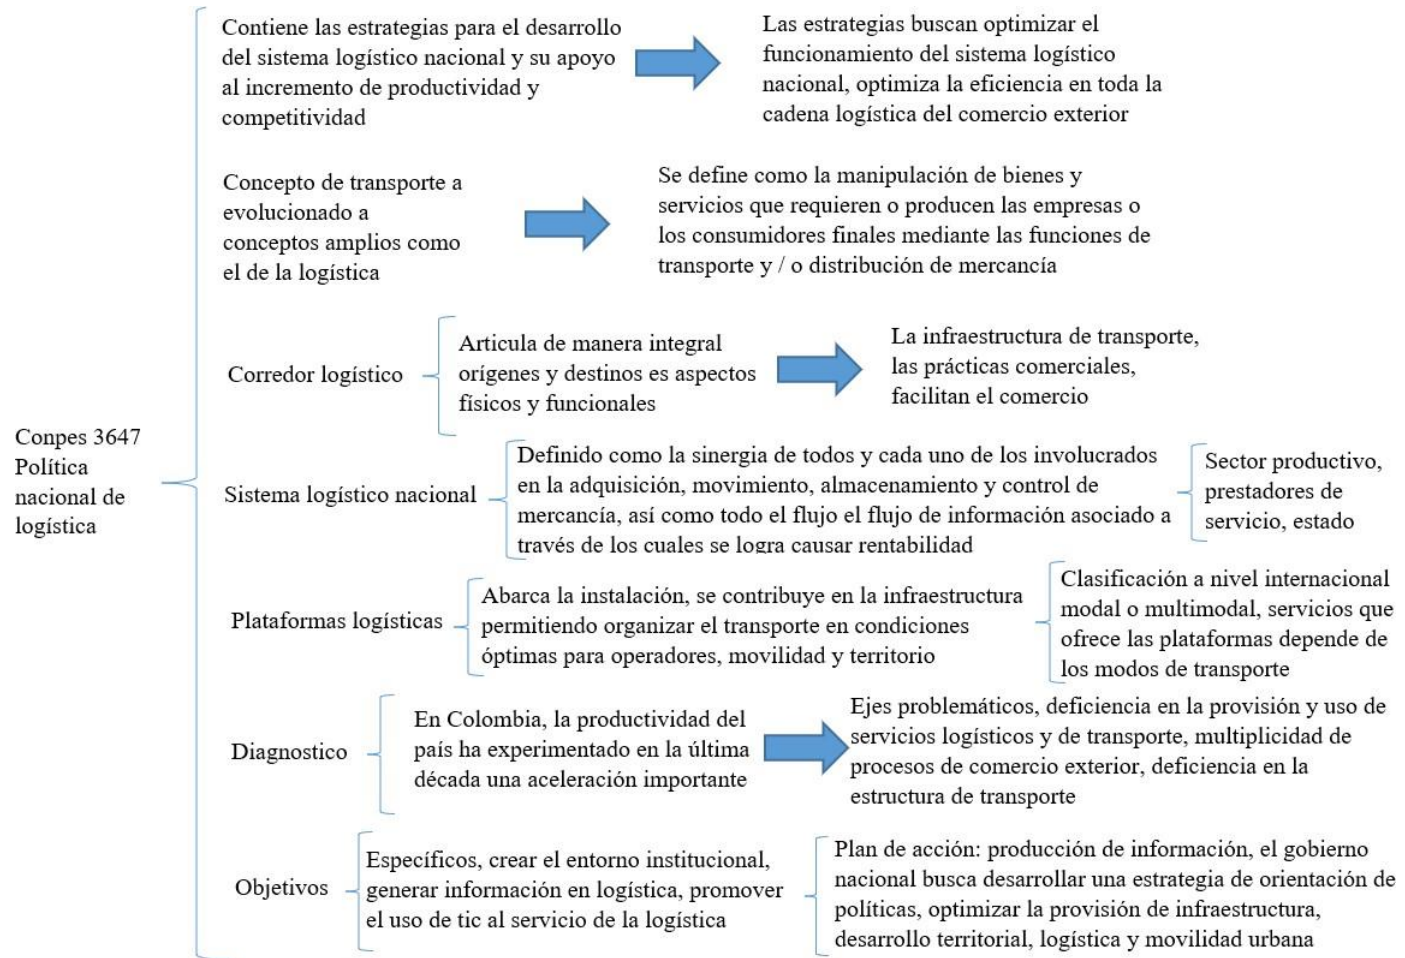 Conpes 3647
Política
nacional de
logística
Contiene las estrategias para el desarrollo
del sistema logístico nacional y su apoyo
al incremento de productividad y
competitividad
Las estrategias buscan optimizar el
funcionamiento del sistema logístico
nacional, optimiza la eficiencia en toda la
cadena logística del comercio exterior
Concepto de transporte a
evolucionado a
conceptos amplios como
el de la logística
Se define como la manipulación de bienes y
servicios que requieren o producen las empresas o
los consumidores finales mediante las funciones de
transporte y / o distribución de mercancía
Corredor logístico
Articula de manera integral
orígenes y destinos es aspectos
físicos y funcionales
La infraestructura de transporte,
las prácticas comerciales,
facilitan el comercio
Sistema logístico nacional
Definido como la sinergia de todos y cada uno de los involucrados
en la adquisición, movimiento, almacenamiento y control de
mercancía, así como todo el flujo el flujo de información asociado a
través de los cuales se logra causar rentabilidad
Sector productivo,
prestadores de
servicio, estado
Plataformas logísticas
Abarca la instalación, se contribuye en la infraestructura
permitiendo organizar el transporte en condiciones
óptimas para operadores, movilidad y territorio
Clasificación a nivel internacional
modal o multimodal, servicios que
ofrece las plataformas depende de
los modos de transporte
Diagnostico
En Colombia, la productividad del
país ha experimentado en la última
década una aceleración importante
Ejes problemáticos, deficiencia en la provisión y uso de
servicios logísticos y de transporte, multiplicidad de
procesos de comercio exterior, deficiencia en la
estructura de transporte
Objetivos
Específicos, crear el entorno institucional,
generar información en logística, promover
el uso de tic al servicio de la logística
Plan de acción: producción de información, el gobierno
nacional busca desarrollar una estrategia de orientación de
políticas, optimizar la provisión de infraestructura,
desarrollo territorial, logística y movilidad urbana